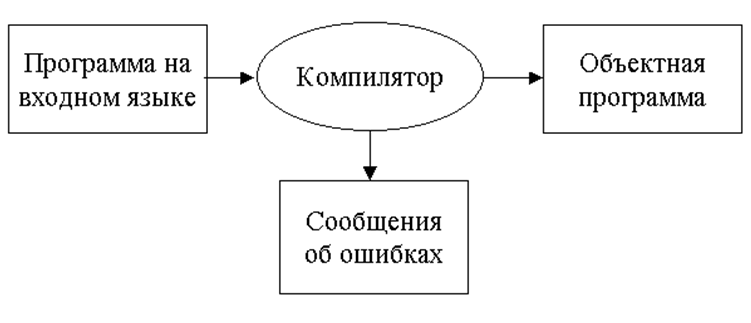 Программа на
входном языке
Компилятор
Объектная
программа
Сообщения
об ошибках